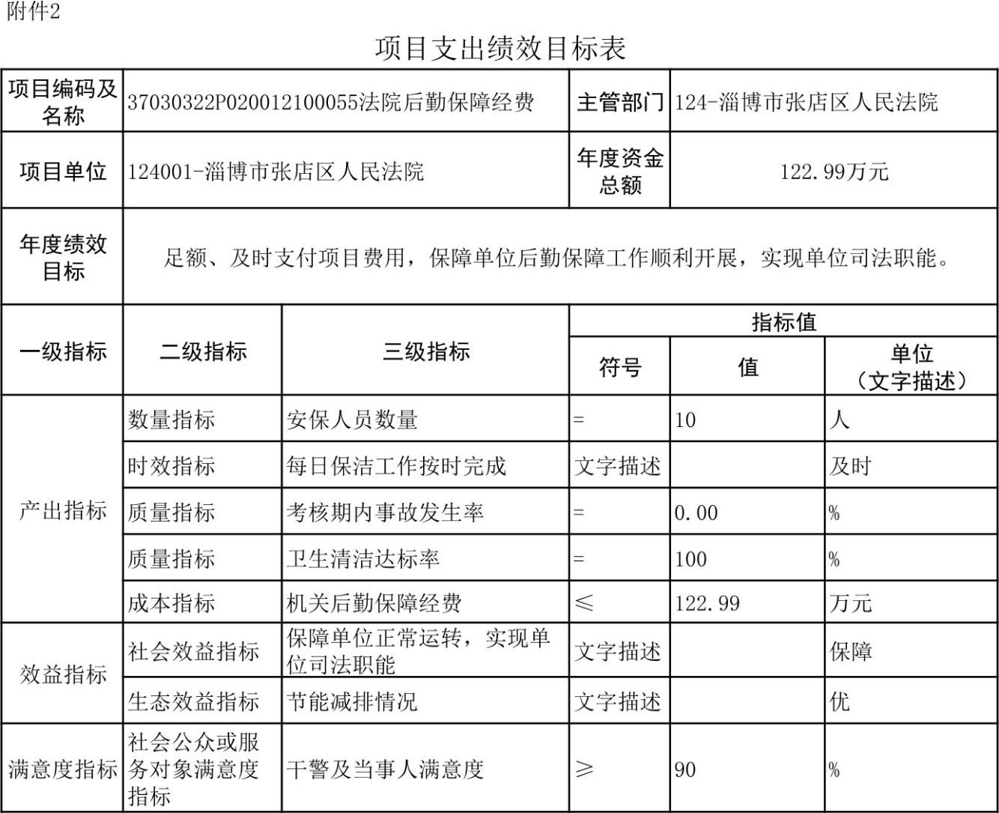 附件2
项目支出绩效目标表
项目编码及
名称
37030322P020012100055法院后勤保障经费
主管部门
124-淄博市张店区人民法院
项目单位
124001-淄博市张店区人民法院
年度资金
总额
122.99万元
年度绩效
目标
足额、及时支付项目费用，保障单位后勤保障工作顺利开展，实现单位司法职能。
一级指标
二级指标
三级指标
指标值
符号
值
单位
（文字描述）
产出指标
数量指标
安保人员数量
=
10
人
时效指标
每日保洁工作按时完成
文字描述
及时
质量指标
考核期内事故发生率
=
0.00
%
质量指标
卫生清洁达标率
=
100
%
成本指标
机关后勤保障经费
≤
122.99
万元
效益指标
社会效益指标
保障单位正常运转，实现单
位司法职能
文字描述
保障
生态效益指标
节能减排情况
文字描述
优
满意度指标
社会公众或服
务对象满意度
指标
干警及当事人满意度
≥
90
%